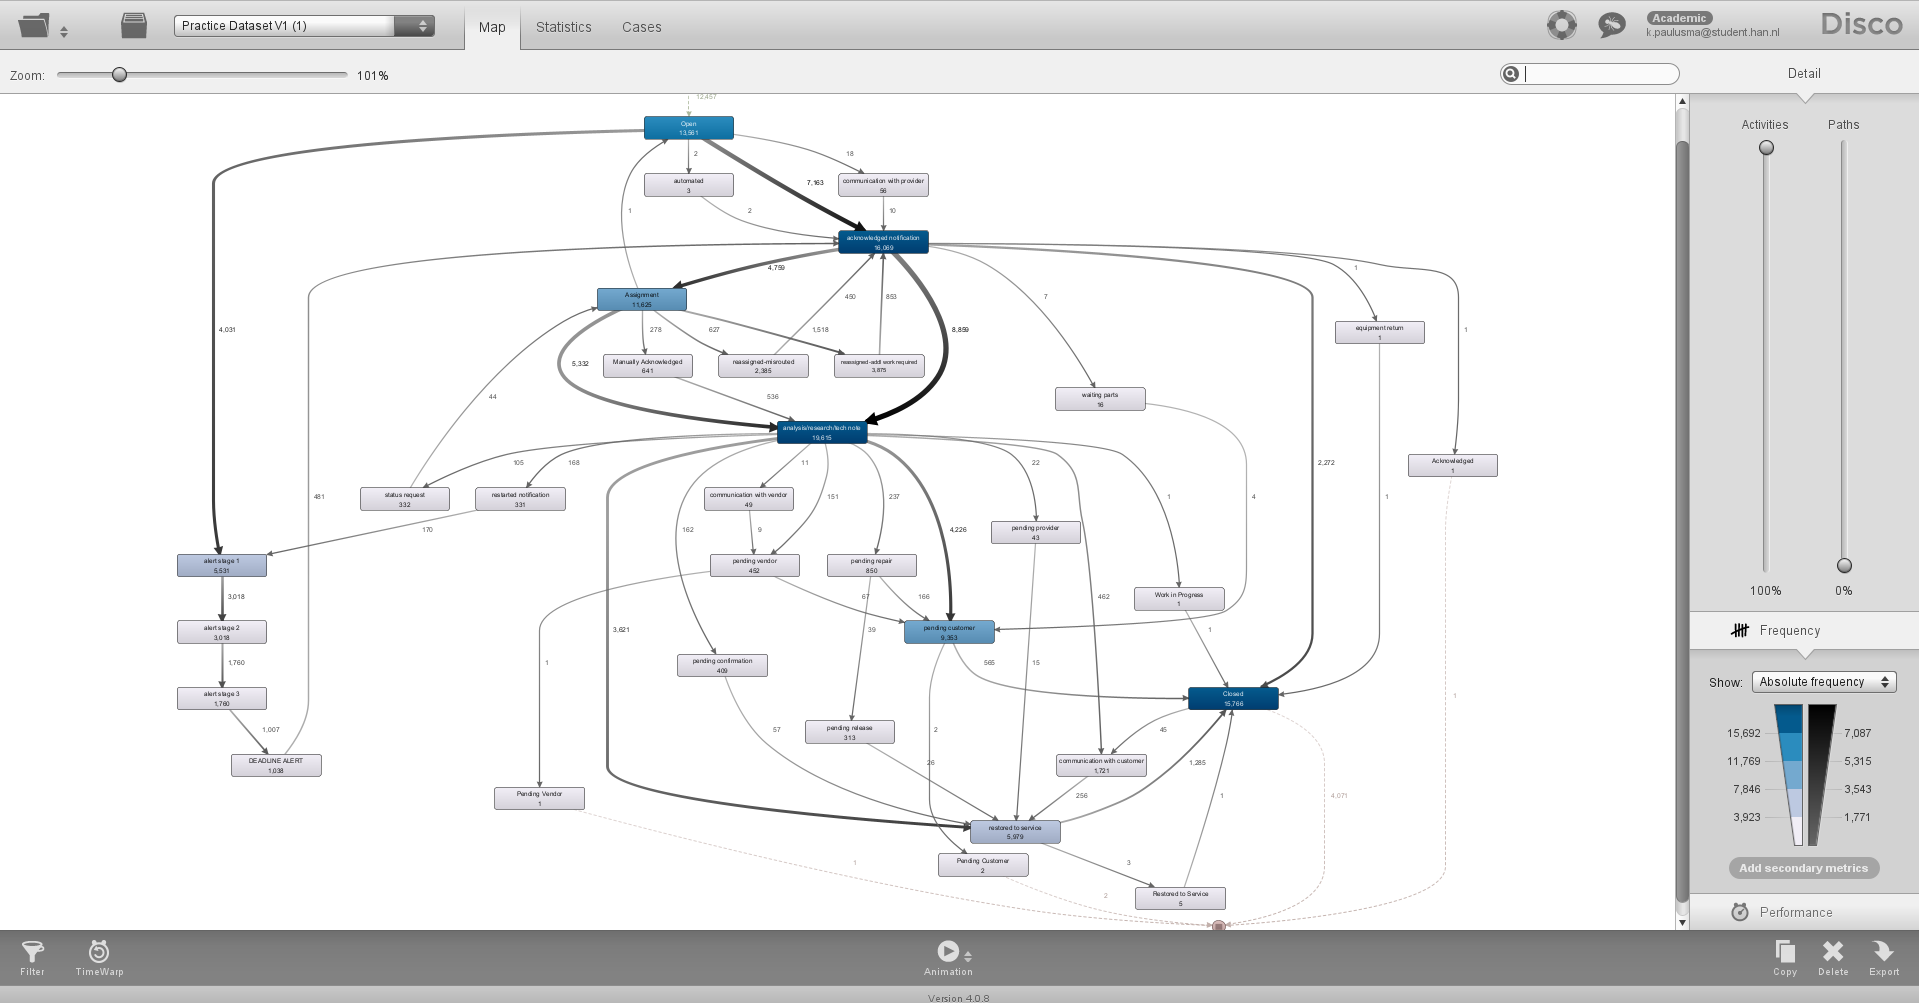 Practice Dataset V1 (1)
Map
Statistics
Cases
Academic
k.paulusma@student.han.nl
Disco
Zoom:
101%
Detail
12,457
Open
13,561
2
18
automated
3
7,163
communication with provider
56
1
2
10
acknowledged notification
16,069
4,759
1
7
Assignment
11,625
450
853
4,031
278
627
1,518
8,859
1
equipment return
1
5,332
Manually Acknowledged
641
reassigned-misrouted
2,385
reassigned-addl work required
3,875
44
536
waiting parts
16
analysis/research/tech note
19,615
105
168
11
22
2,272
Acknowledged
1
481
status request
332
restarted notification
331
communication with vendor
49
151
237
1
4
1
170
162
9
4,226
pending provider
43
alert stage 1
5,531
pending vendor
452
pending repair
850
3,018
67
166
462
Work in Progress
1
alert stage 2
3,018
3,621
39
pending customer
9,353
1
1,760
1
pending confirmation
409
565
15
alert stage 3
1,760
Closed
15,766
1
1,007
57
pending release
313
2
45
DEADLINE ALERT
1,038
26
communication with customer
1,721
1,285
Pending Vendor
1
256
1
4,071
restored to service
5,979
1
Pending Customer
2
3
2
Restored to Service
5
Activities
Paths
100%
0%
Frequency
Show:
Absolute frequency
15,692
7,087
11,769
5,315
7,846
3,543
3,923
1,771
Add secondary metrics
Performance
Filter
TimeWarp
Animation
Copy
Delete
Export
Version 4.0.8